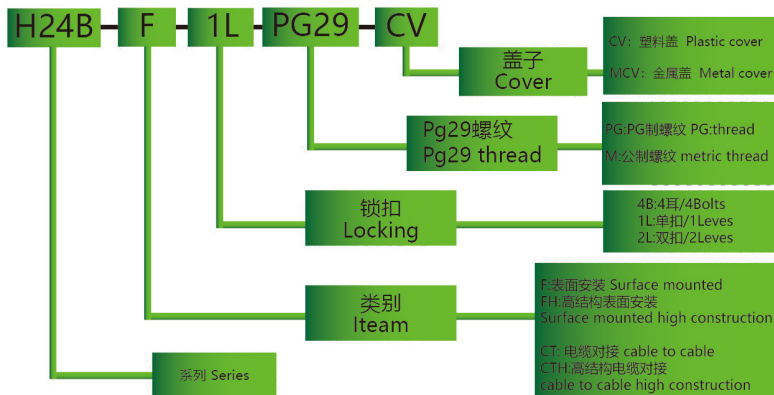 H24B F 1L PG29 CV
盖子
Cover
CV：塑料盖 Plastic cover
MCV：金属盖 Metal cover
Pg29螺纹
Pg29 thread
PG:PG制螺纹 PG:thread
M:公制螺纹 metric thread
锁扣
Locking
4B:4耳/4Bolts
1L:单扣/1Leves
2L:双扣/2Leves
类别
Iteam
F:表面安装 Surface mounted
FH:高结构表面安装
Surface mounted high construction
CT: 电缆对接 cable to cable
CTH:高结构电缆对接
cable to cable high construction
系列 Series